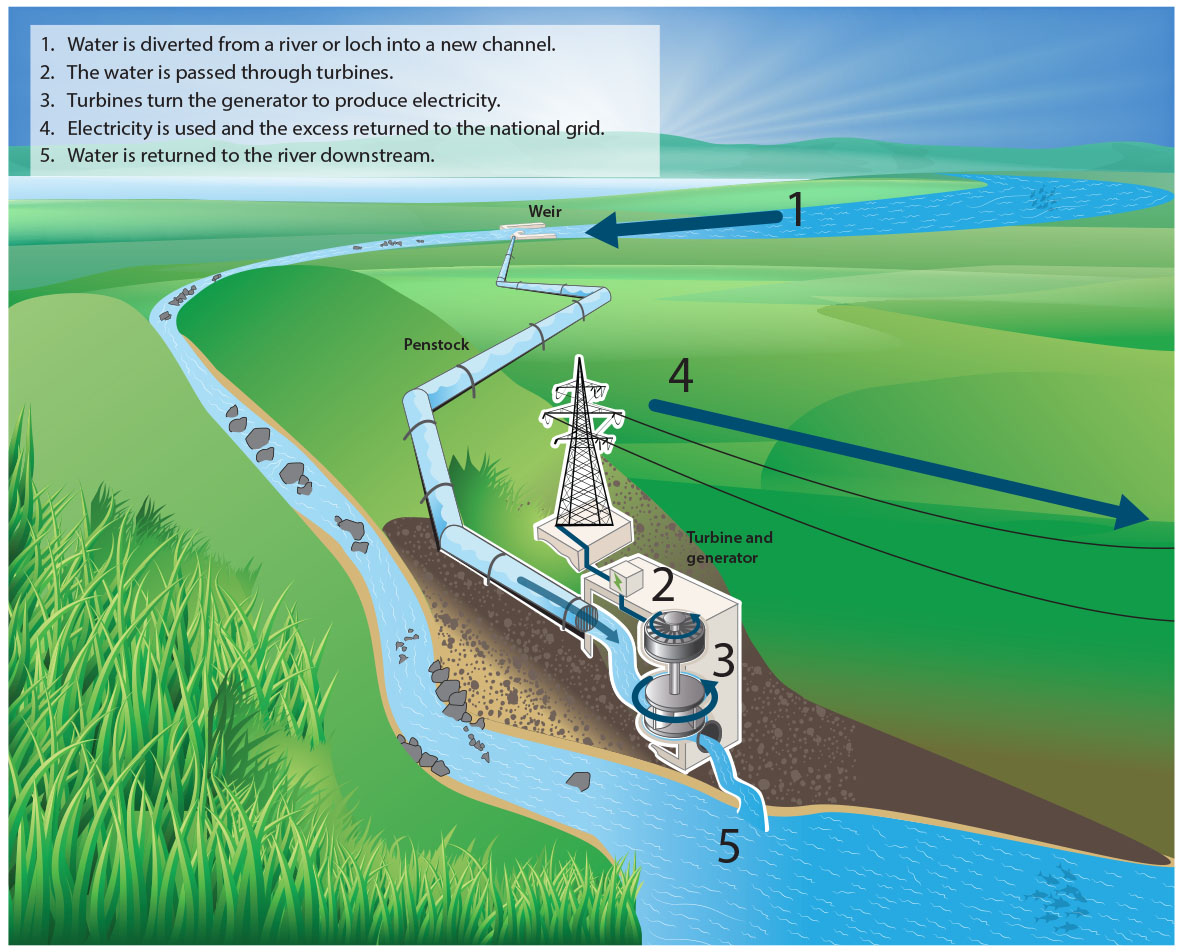 1. Water is diverted from a river or loch into a new channel.
2. The water is passed through turbines.
3. Turbines turn the generator to produce electricity.
4. Electricity is used and the excess returned to the national grid.
5. Water is returned to the river downstream.
1
Weir
Penstock
4
Turbine and
generator
2
3
5